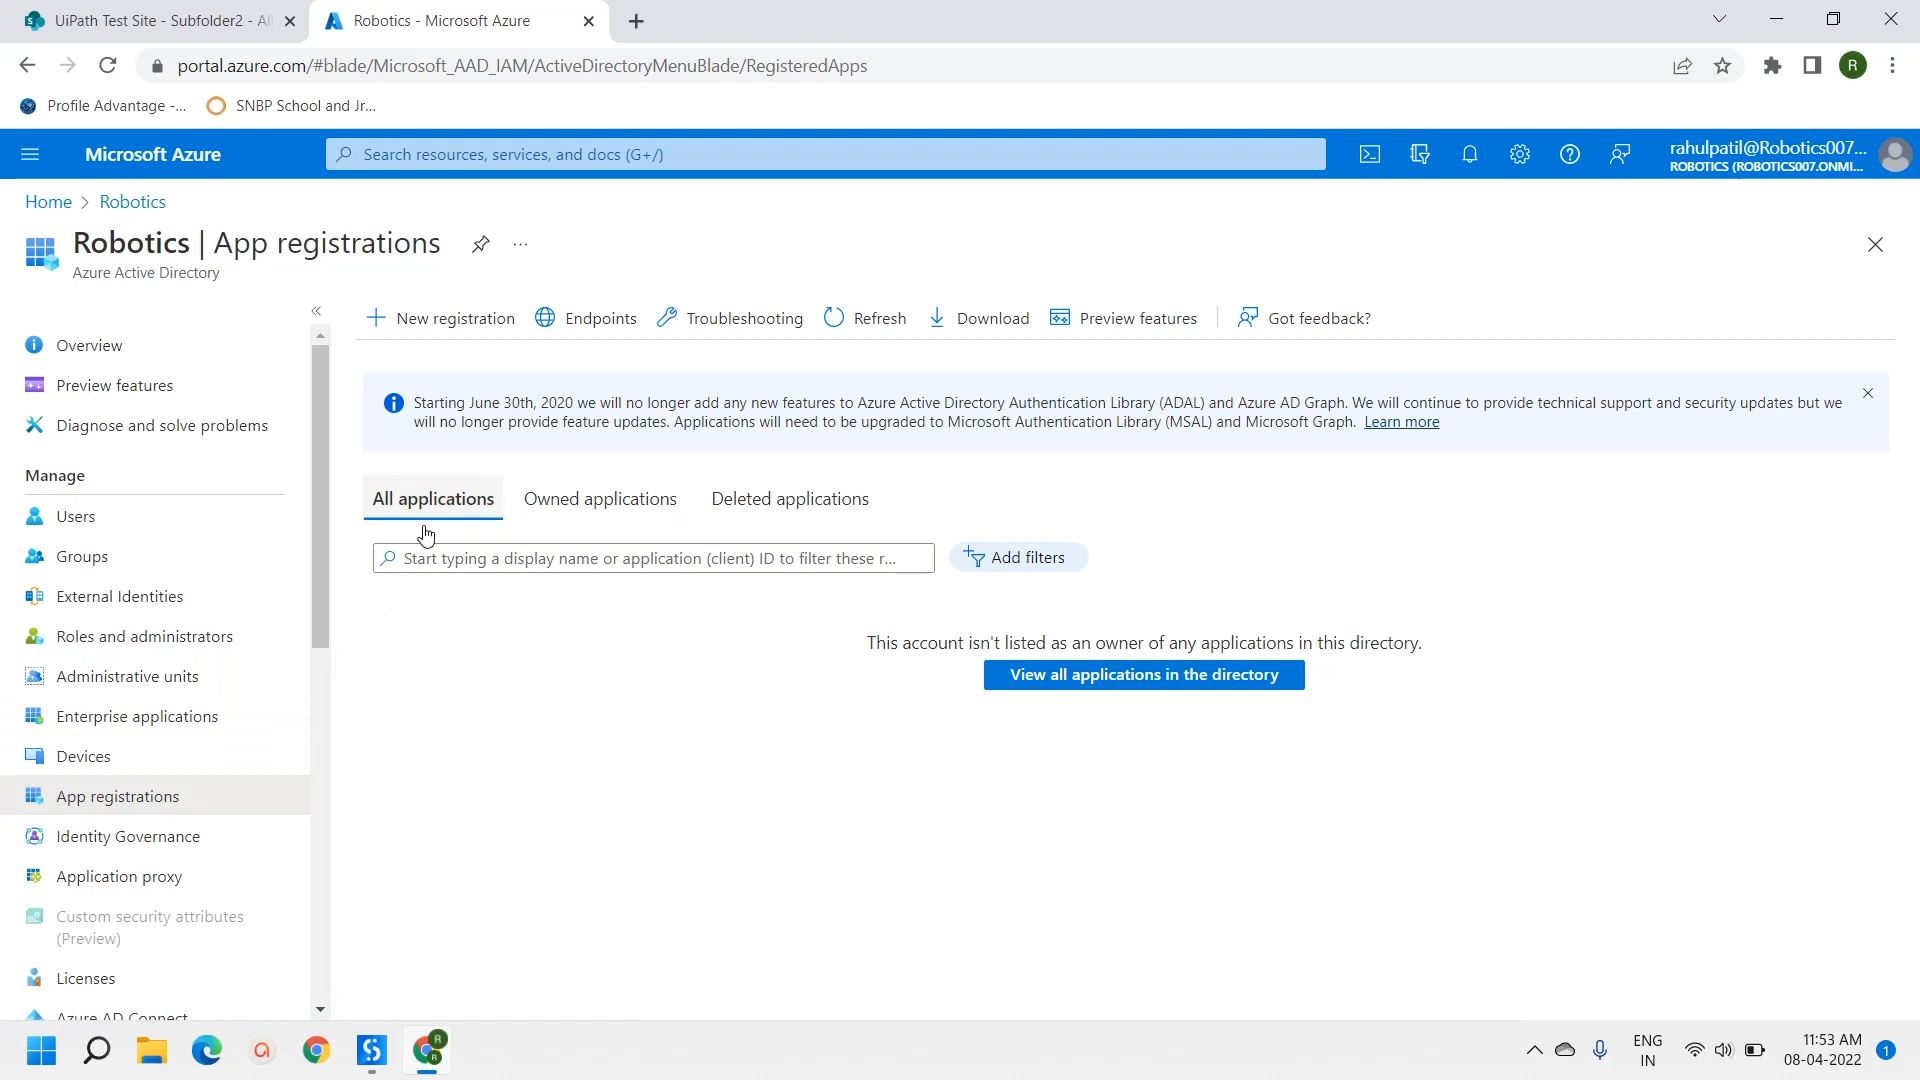 UiPath Test Site - Subfolder2 - Al
Robotics - Microsoft Azure
portal.azure.com/#blade/Microsoft_AAD_IAM/ActiveDirectoryMenuBlade/RegisteredApps
R
Profile Advantage -...
SNBP School and Jr...
Microsoft Azure
Search resources, services, and docs (G+/)
rahulpatil@Robotics007...
ROBOTICS (ROBOTICS007.ONMI...
Home > Robotics
Robotics | App registrations
Azure Active Directory
New registration
Endpoints
Troubleshooting
Refresh
Download
Preview features
Got feedback?
Overview
Preview features
Diagnose and solve problems
Manage
Users
Groups
External Identities
Roles and administrators
Administrative units
Enterprise applications
Devices
App registrations
Identity Governance
Application proxy
Custom security attributes
(Preview)
Licenses
Azure AD Connect
Starting June 30th, 2020 we will no longer add any new features to Azure Active Directory Authentication Library (ADAL) and Azure AD Graph. We will continue to provide technical support and security updates but we
will no longer provide feature updates. Applications will need to be upgraded to Microsoft Authentication Library (MSAL) and Microsoft Graph. Learn more
All applications
Owned applications
Deleted applications
Start typing a display name or application (client) ID to filter these r...
Add filters
This account isn't listed as an owner of any applications in this directory.
View all applications in the directory
R
R
ENG
IN
11:53 AM
08-04-2022
1